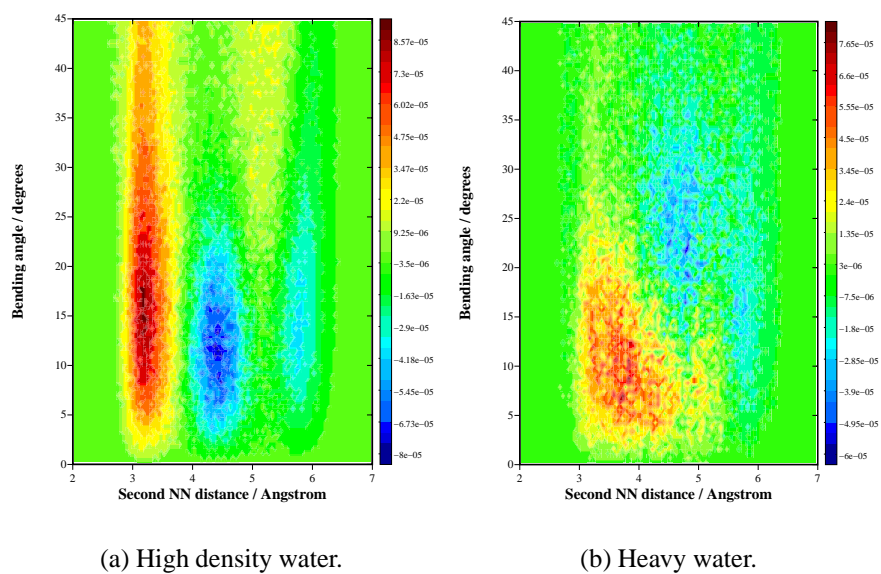 45
40
35
30
25
20
15
10
5
0
Bending angle / degrees
2 3 4 5 6 7
Second NN distance / Angstrom
8.57e−05
7.3e−05
6.02e−05
4.75e−05
3.47e−05
2.2e−05
9.25e−06
−3.5e−06
−1.63e−05
−2.9e−05
−4.18e−05
−5.45e−05
−6.73e−05
−8e−05
45
40
35
30
25
20
15
10
5
0
Bending angle / degrees
2 3 4 5 6 7
Second NN distance / Angstrom
7.65e−05
6.6e−05
5.55e−05
4.5e−05
3.45e−05
2.4e−05
1.35e−05
3e−06
−7.5e−06
−1.8e−05
−2.85e−05
−3.9e−05
−4.95e−05
−6e−05
(a) High density water.
(b) Heavy water.